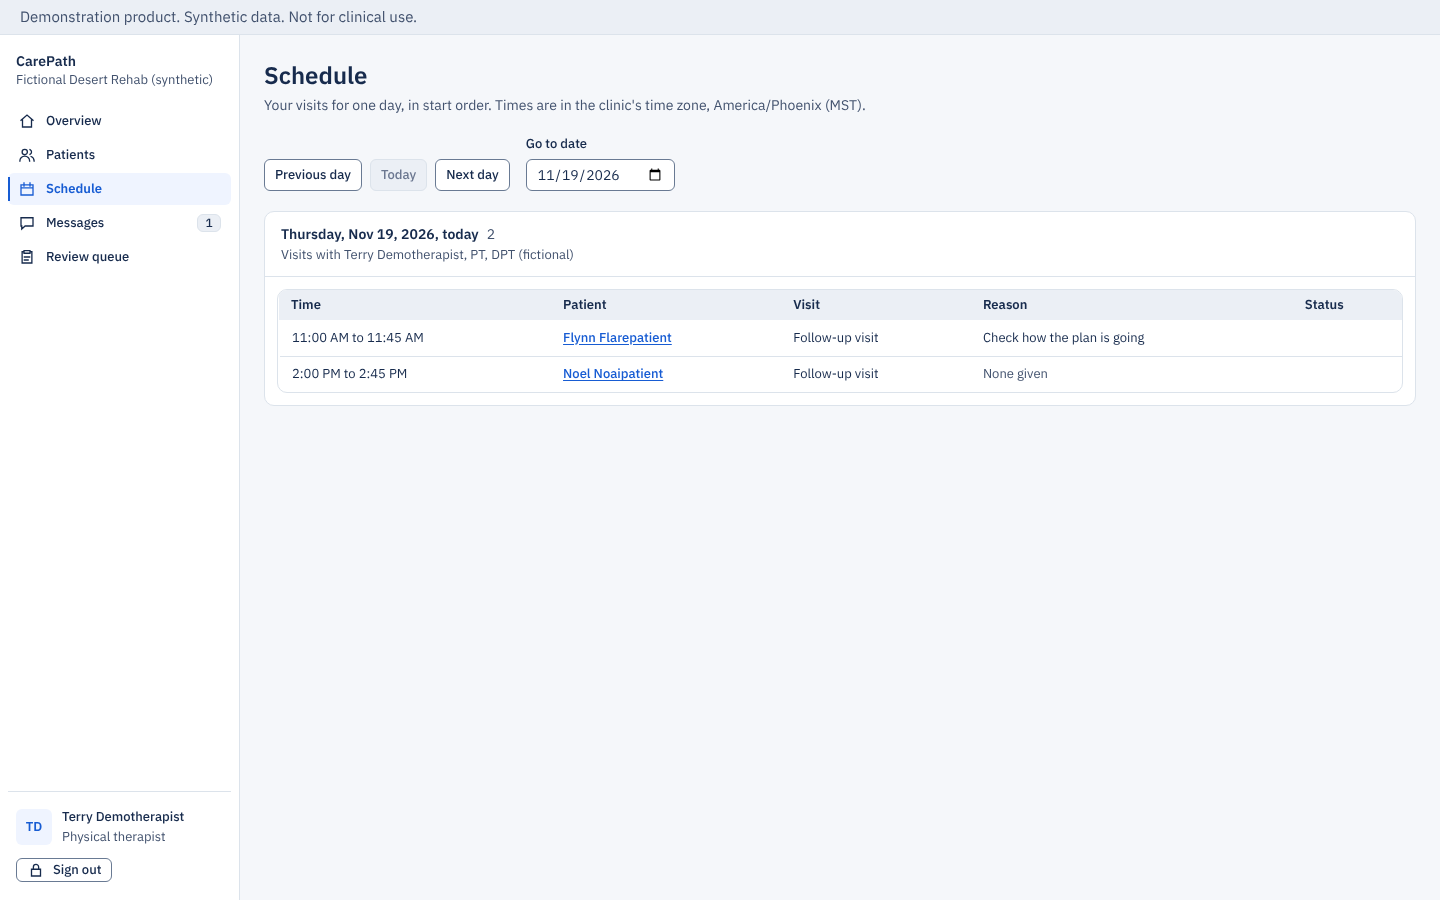 Demonstration product. Synthetic data. Not for clinical use.
CarePath
Fictional Desert Rehab (synthetic)
Overview
Patients
Schedule
Messages 1
Review queue
Terry Demotherapist
TD
Physical therapist
Sign out
Schedule
Your visits for one day, in start order. Times are in the clinic's time zone, America/Phoenix (MST).
Go to date
Previous day Today Next day 11/19/2026
Thursday, Nov 19, 2026, today 2
Visits with Terry Demotherapist, PT, DPT (fictional)
Time Patient Visit Reason Status
11:00 AM to 11:45 AM Flynn Flarepatient Follow-up visit Check how the plan is going
2:00 PM to 2:45 PM Noel Noaipatient Follow-up visit None given